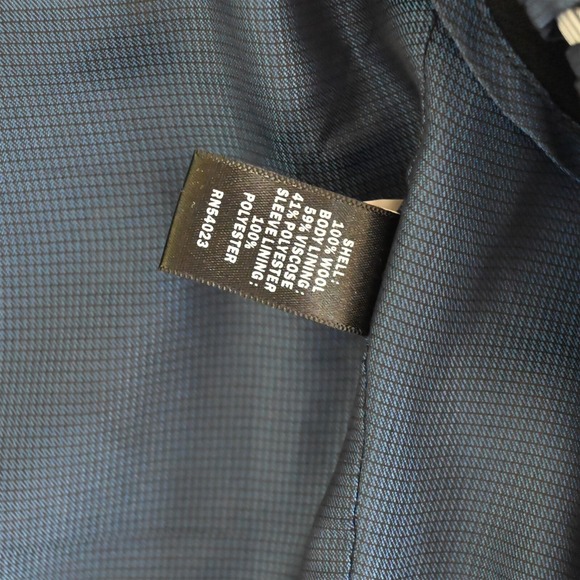 SHELL:
100% WOOL
BODY LINING:
59% VISCOSE
41% POLYESTER
SLEEVE LINING:
100%
POLYESTER
RN54023